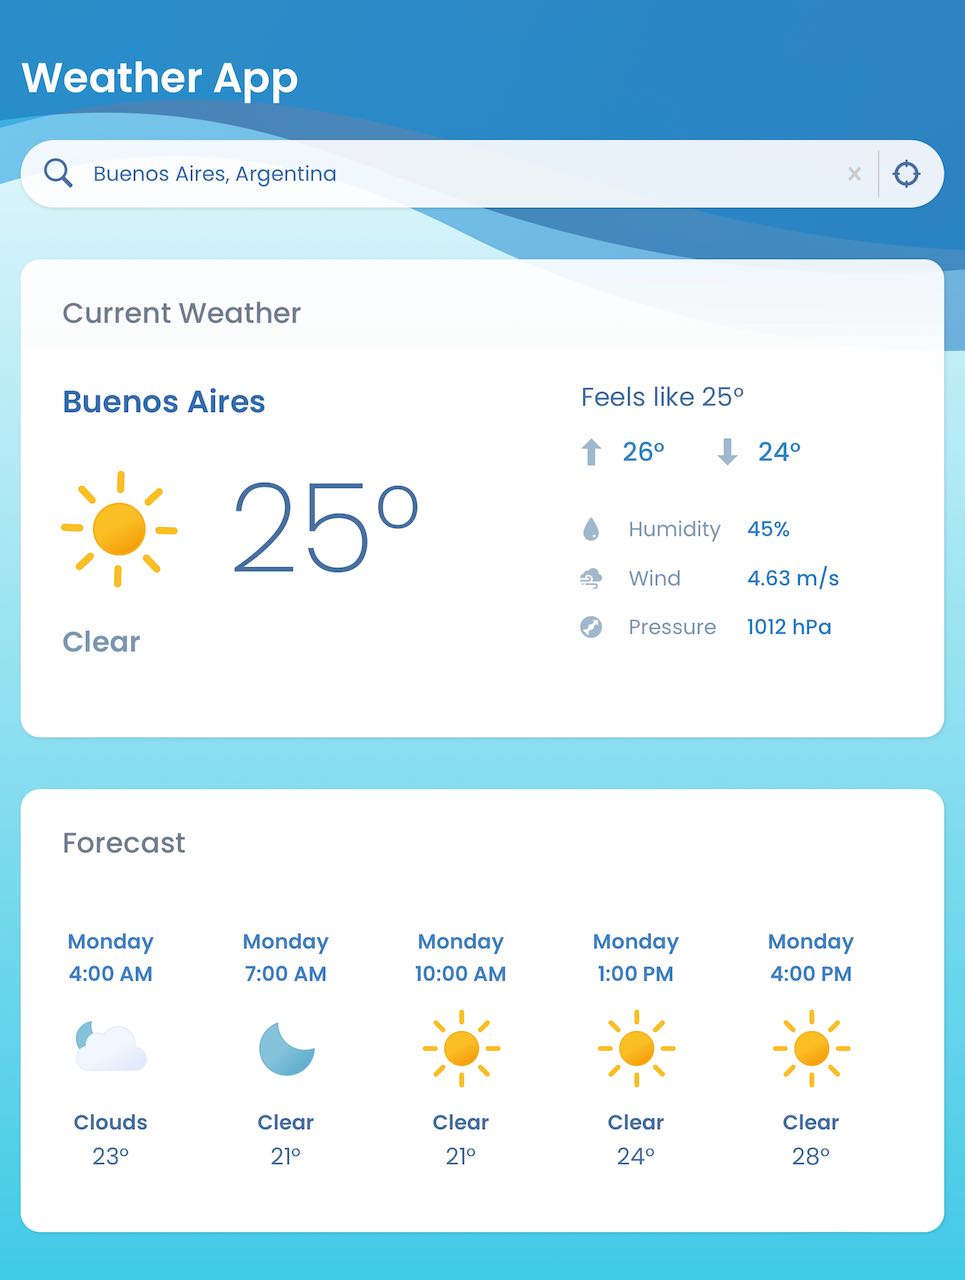 Weather App
Buenos Aires, Argentina
Current Weather
Buenos Aires
25°
Clear
Feels like 25°
26° 24°
Humidity 45%
Wind 4.63 m/s
Pressure 1012 hPa
Forecast
Monday Monday Monday Monday Monday
4:00 AM 7:00 AM 10:00 AM 1:00 PM 4:00 PM
Clouds Clear Clear Clear Clear
23° 21° 21° 24° 28°